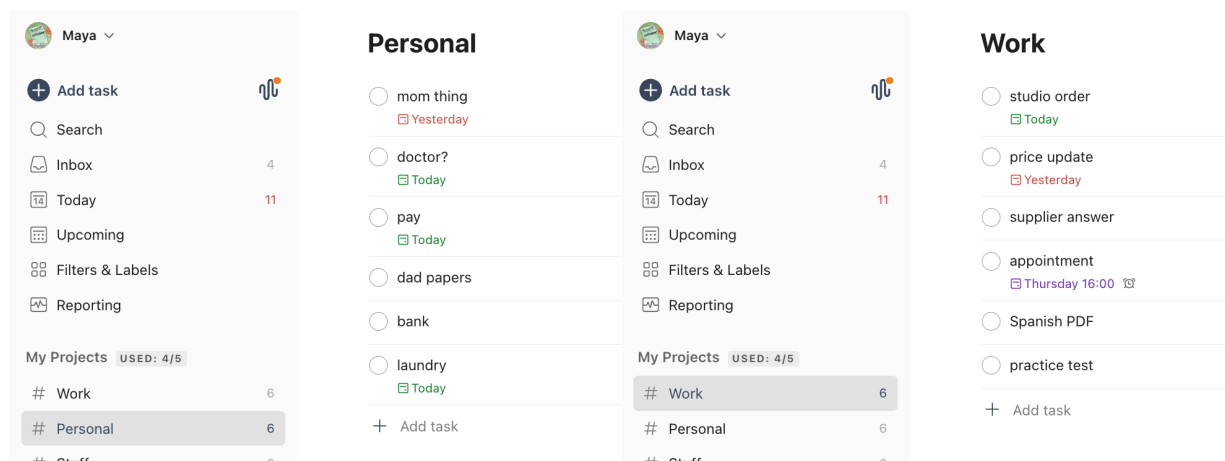 Maya
Add task
Search
Inbox 4
14 Today 11
Upcoming
Filters & Labels
Reporting
My Projects USED: 4/5
# Work 6
# Personal 6
Personal
mom thing
Yesterday
doctor?
Today
pay
Today
dad papers
bank
laundry
Today
+ Add task
Maya
Add task
Search
Inbox 4
14 Today 11
Upcoming
Filters & Labels
Reporting
My Projects USED: 4/5
# Work 6
# Personal 6
Work
studio order
Today
price update
Yesterday
supplier answer
appointment
Thursday 16:00
Spanish PDF
practice test
+ Add task